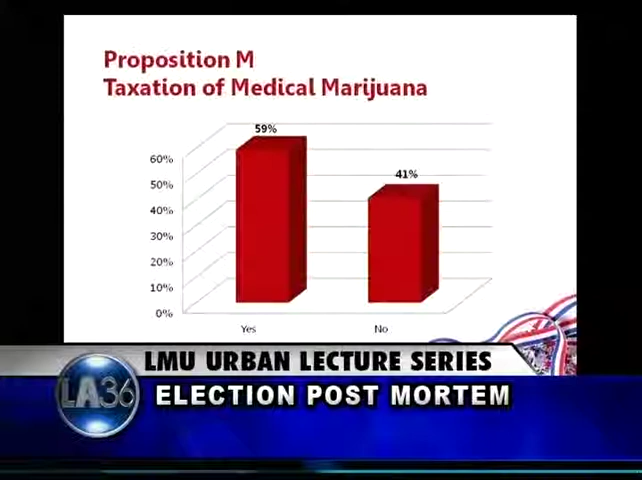 Proposition M
Taxation of Medical Marijuana
59%
41%
60%
50%
40%
30%
20%
10%
0%
Yes
No
LMU URBAN LECTURE SERIES
LA36
ELECTION POST MORTEM